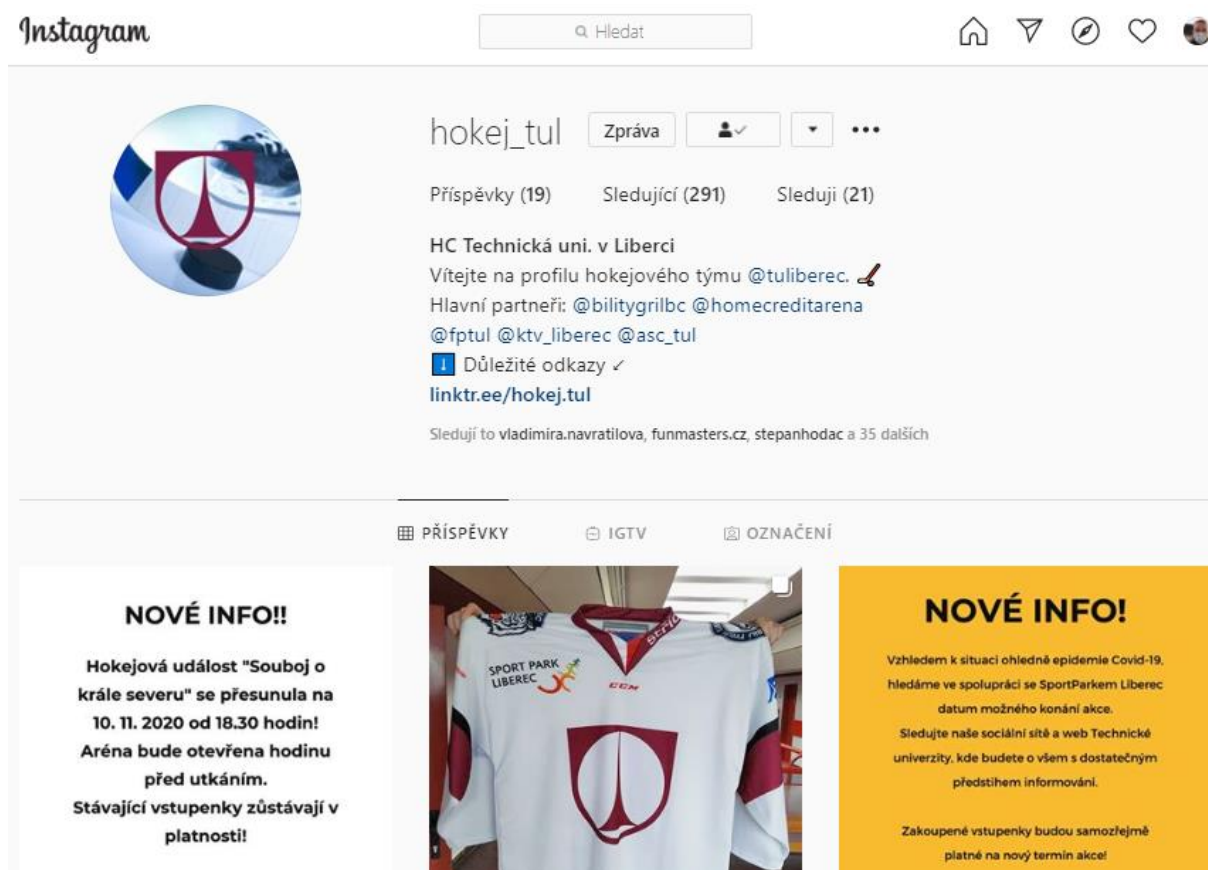 Instagram
Hledat
hokej_tul
Zpráva
Příspěvky (19) Sledující (291) Sleduji (21)
HC Technická uni. v Liberci
Vítejte na profilu hokejového týmu @tuliberec.
Hlavní partneři: @bilitygrilbc @homecreditarena
@fptul @ktv_liberec @asc_tul
Důležité odkazy
linktr.ee/hokej.tul
Sledují to vladimira.navratilova, funmasters.cz, stepanhodac a 35 dalších
PŘÍSPĚVKY IGTV OZNAČENÍ
NOVÉ INFO!!
Hokejová událost "Souboj o
krále severu" se přesunula na
10. 11. 2020 od 18.30 hodin!
Aréna bude otevřena hodinu
před utkáním.
Stávající vstupenky zůstávají v
platnosti!
SPORT PARK
LIBEREC
CCM
NOVÉ INFO!
Vzhledem k situaci ohledně epidemie Covid-19,
hledáme ve spolupráci se SportParkem Liberec
datum možného konání akce.
Sledujte naše sociální sítě a web Technické
univerzity, kde budete o všem s dostatečným
předstihem informováni.
Zakoupené vstupenky budou samozřejmě
platné na nový termín akce!